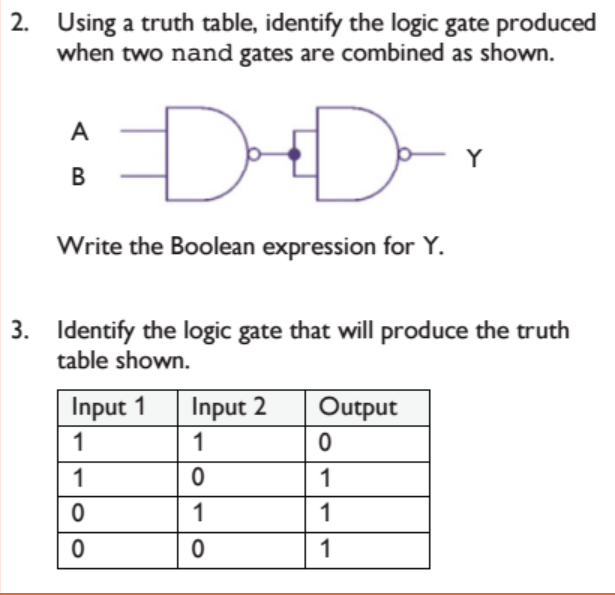 2. Using a truth table, identify the logic gate produced
when two nand gates are combined as shown.
A
B
Y
Write the Boolean expression for Y.
3. Identify the logic gate that will produce the truth
table shown.
Input 1 Input 2 Output
1 1 0
1 0 1
0 1 1
0 0 1